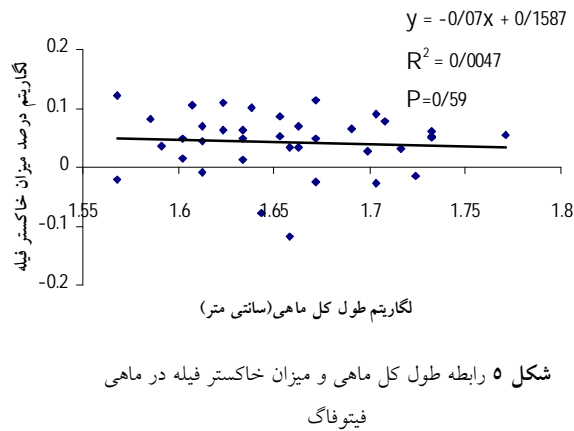 y = -0/07x + 0/1587
R² = 0/0047
P=0/59
0.2
0.1
0
-0.1
-0.2
1.55
1.6
1.65
1.7
1.75
1.8
لگاریتم درصد میزان خاکستر فیله
لگاریتم طول کل ماهی(سانتی متر)
شکل ۵ رابطه طول کل ماهی و میزان خاکستر فیله در ماهی
فیتوفاگ